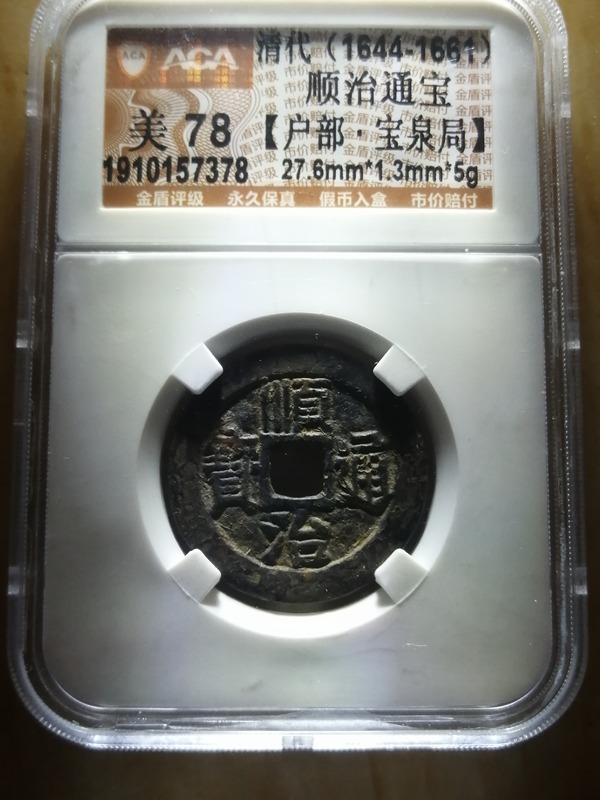 ACA ACA 清代（1644-1661）
顺治通宝
美 78 【户部·宝泉局】
1910157378 27.6mm*1.3mm*5g
金盾评级 永久保真 假币入盒 市价赔付
順
寶 通
治